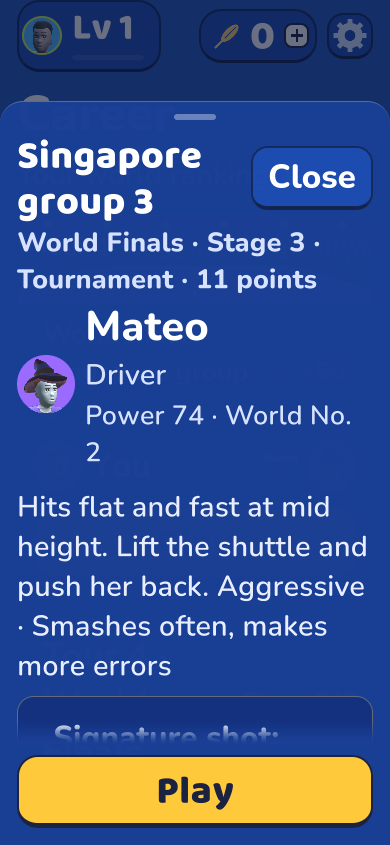 Lv 1
0
Career
Singapore
group 3
Close
World Finals · Stage 3 ·
Tournament · 11 points
Mateo
Driver
Power 74 · World No.
2
Hits flat and fast at mid
height. Lift the shuttle and
push her back. Aggressive
· Smashes often, makes
more errors
Signature shot:
Play